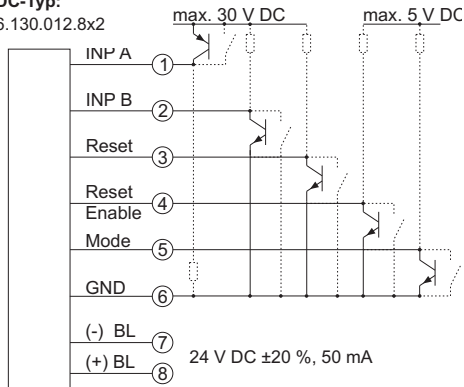 DC-Typ:
6.130.012.8x2
max. 30 V DC
max. 5 V DC
INP A
1
INP B
2
Reset
3
Reset
Enable
4
Mode
5
GND
6
(-) BL
7
(+) BL
8
24 V DC ±20 %, 50 mA